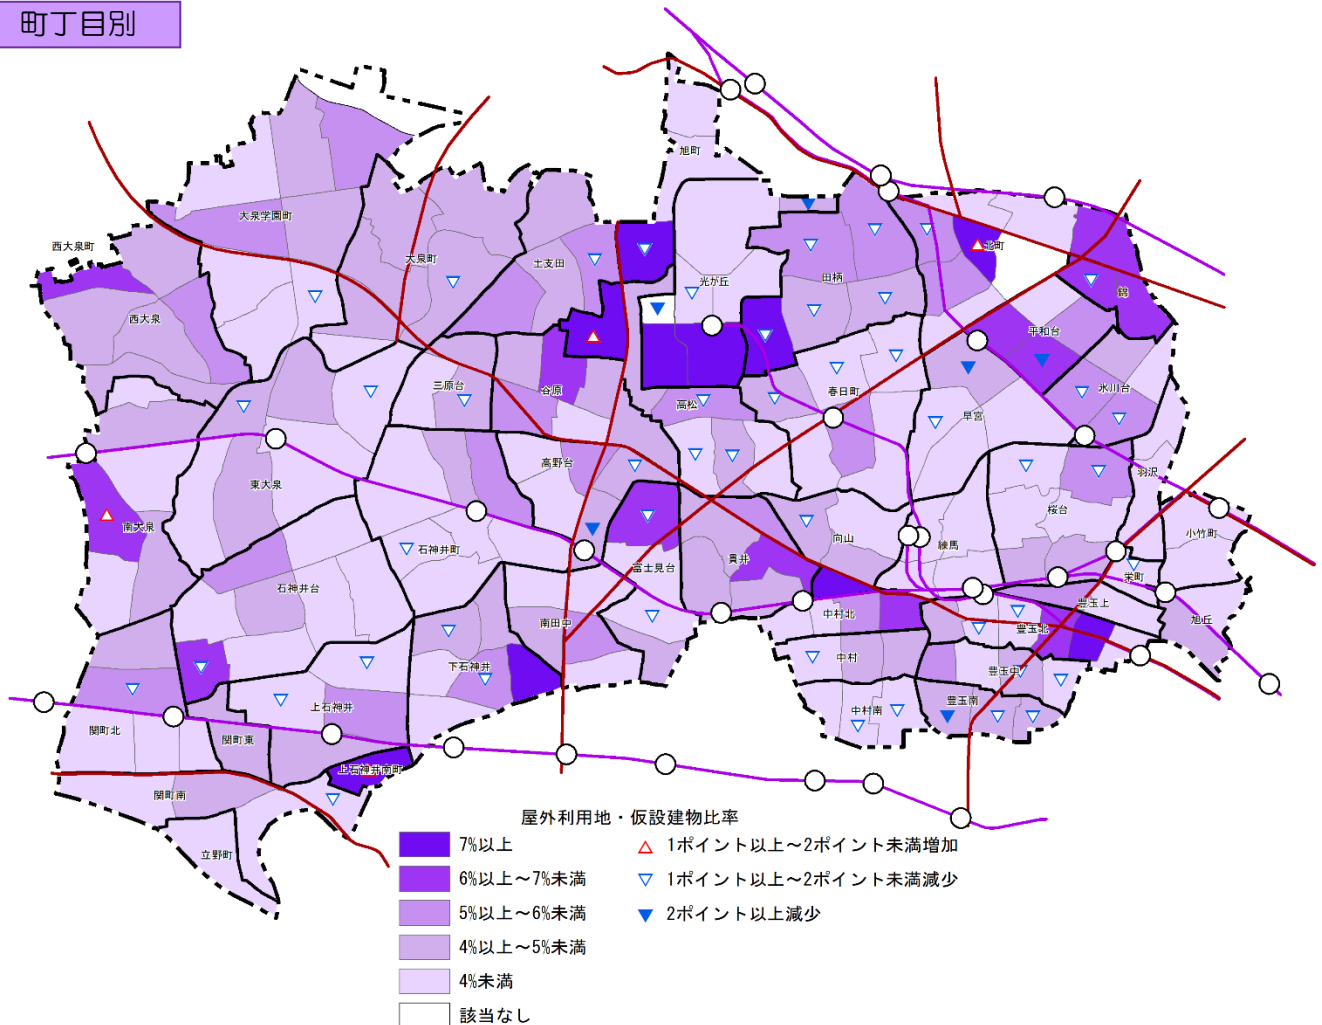 町丁目別
旭町
大泉学園町
西大泉町
大泉町
土支田
光が丘
田柄
北町
錦
西大泉
平和台
三原台
谷原
高松
春日町
氷川台
早宮
高野台
羽沢
東大泉
南大泉
桜台
小竹町
向山
練馬
石神井町
貫井
富士見台
栄町
石神井台
豊玉上
中村北
旭丘
南田中
豊玉北
中村
下石神井
豊玉中
上石神井
豊玉南
中村南
関町北
関町東
上石神井南町
関町南
立野町
屋外利用地・仮設建物比率
7%以上
1ポイント以上～2ポイント未満増加
6%以上～7%未満
1ポイント以上～2ポイント未満減少
5%以上～6%未満
2ポイント以上減少
4%以上～5%未満
4%未満
該当なし